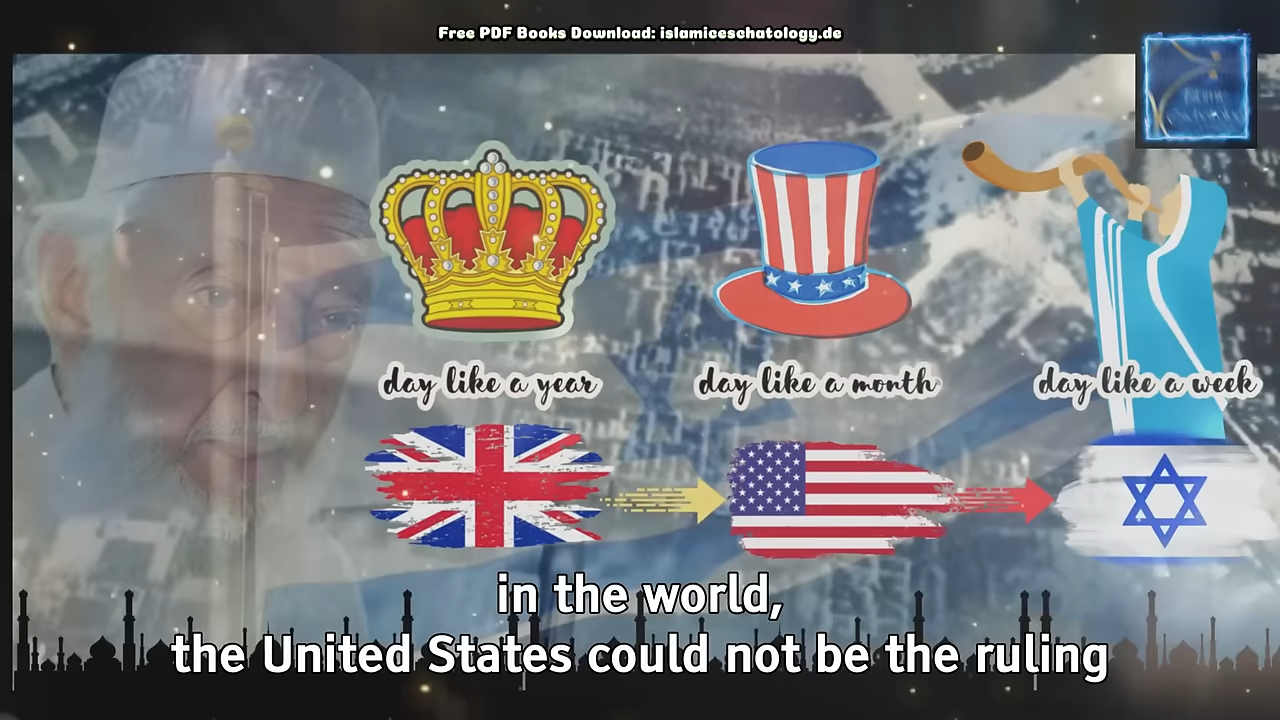 Free PDF Books Download: islamiceschatology.de
day like a year
day like a month
day like a week
in the world,
the United States could not be the ruling